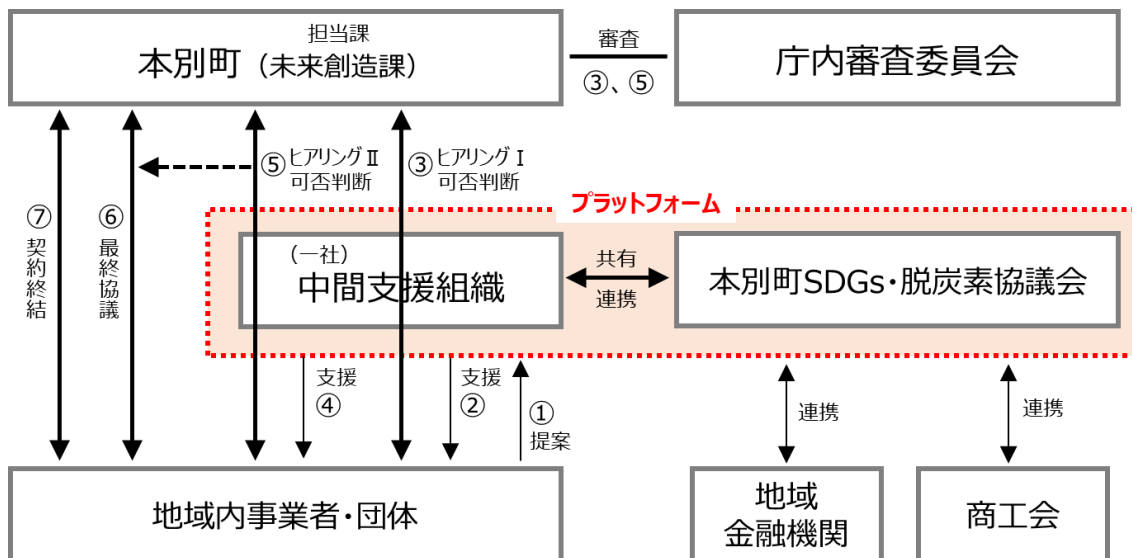 担当課
本別町（未来創造課）
審査
③、⑤
庁内審査委員会
⑤ヒアリングⅡ
可否判断
③ヒアリングⅠ
可否判断
⑦契約終結
⑥最終協議
プラットフォーム
（一社）
中間支援組織
共有
連携
本別町SDGs・脱炭素協議会
支援
④
支援
②
①
提案
連携
連携
地域内事業者・団体
地域
金融機関
商工会